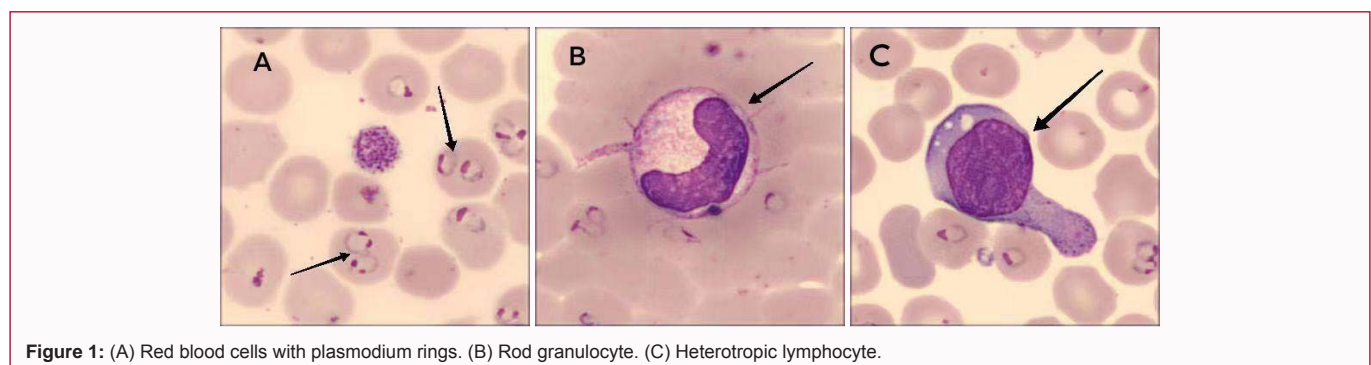 A
B
C
Figure 1: (A) Red blood cells with plasmodium rings. (B) Rod granulocyte. (C) Heterotropic lymphocyte.